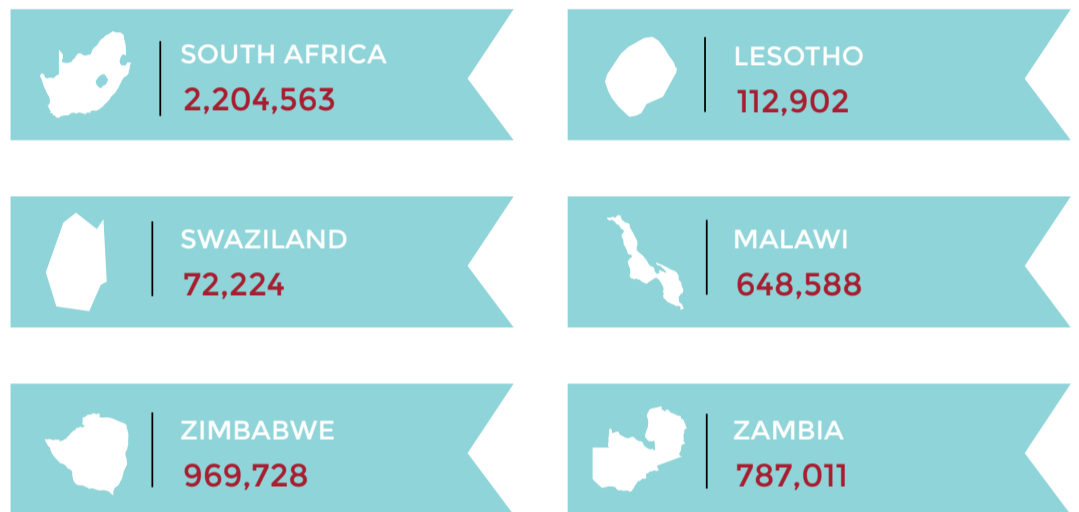 SOUTH AFRICA
2,204,563
LESOTHO
112,902
SWAZILAND
72,224
MALAWI
648,588
ZIMBABWE
969,728
ZAMBIA
787,011